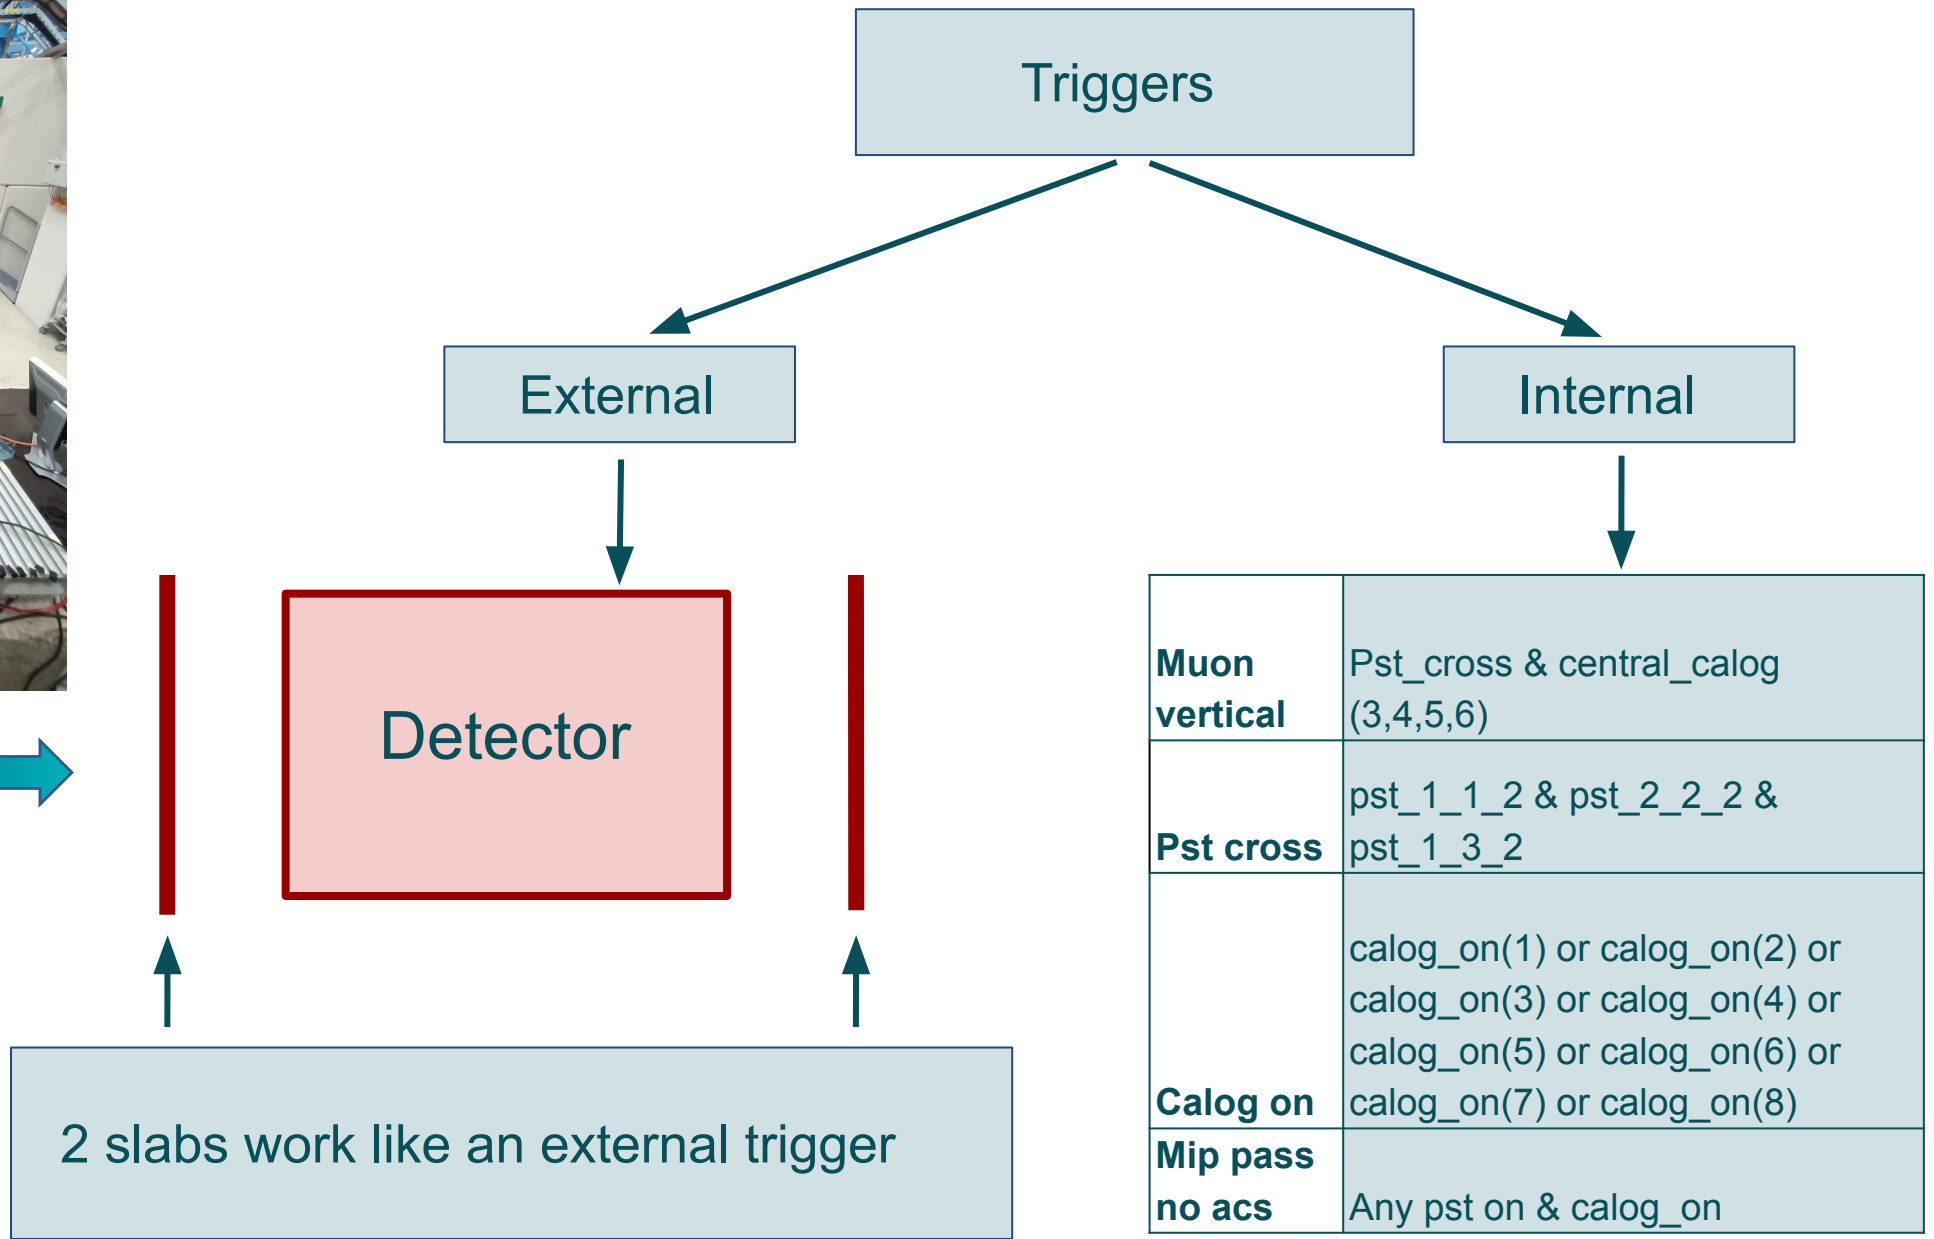 Triggers
External
Internal
Detector
2 slabs work like an external trigger
Muon
vertical
Pst_cross & central_calog
(3,4,5,6)
Pst cross
pst_1_1_2 & pst_2_2_2 &
pst_1_3_2
Calog on
calog_on(1) or calog_on(2) or
calog_on(3) or calog_on(4) or
calog_on(5) or calog_on(6) or
calog_on(7) or calog_on(8)
Mip pass
no acs
Any pst on & calog_on